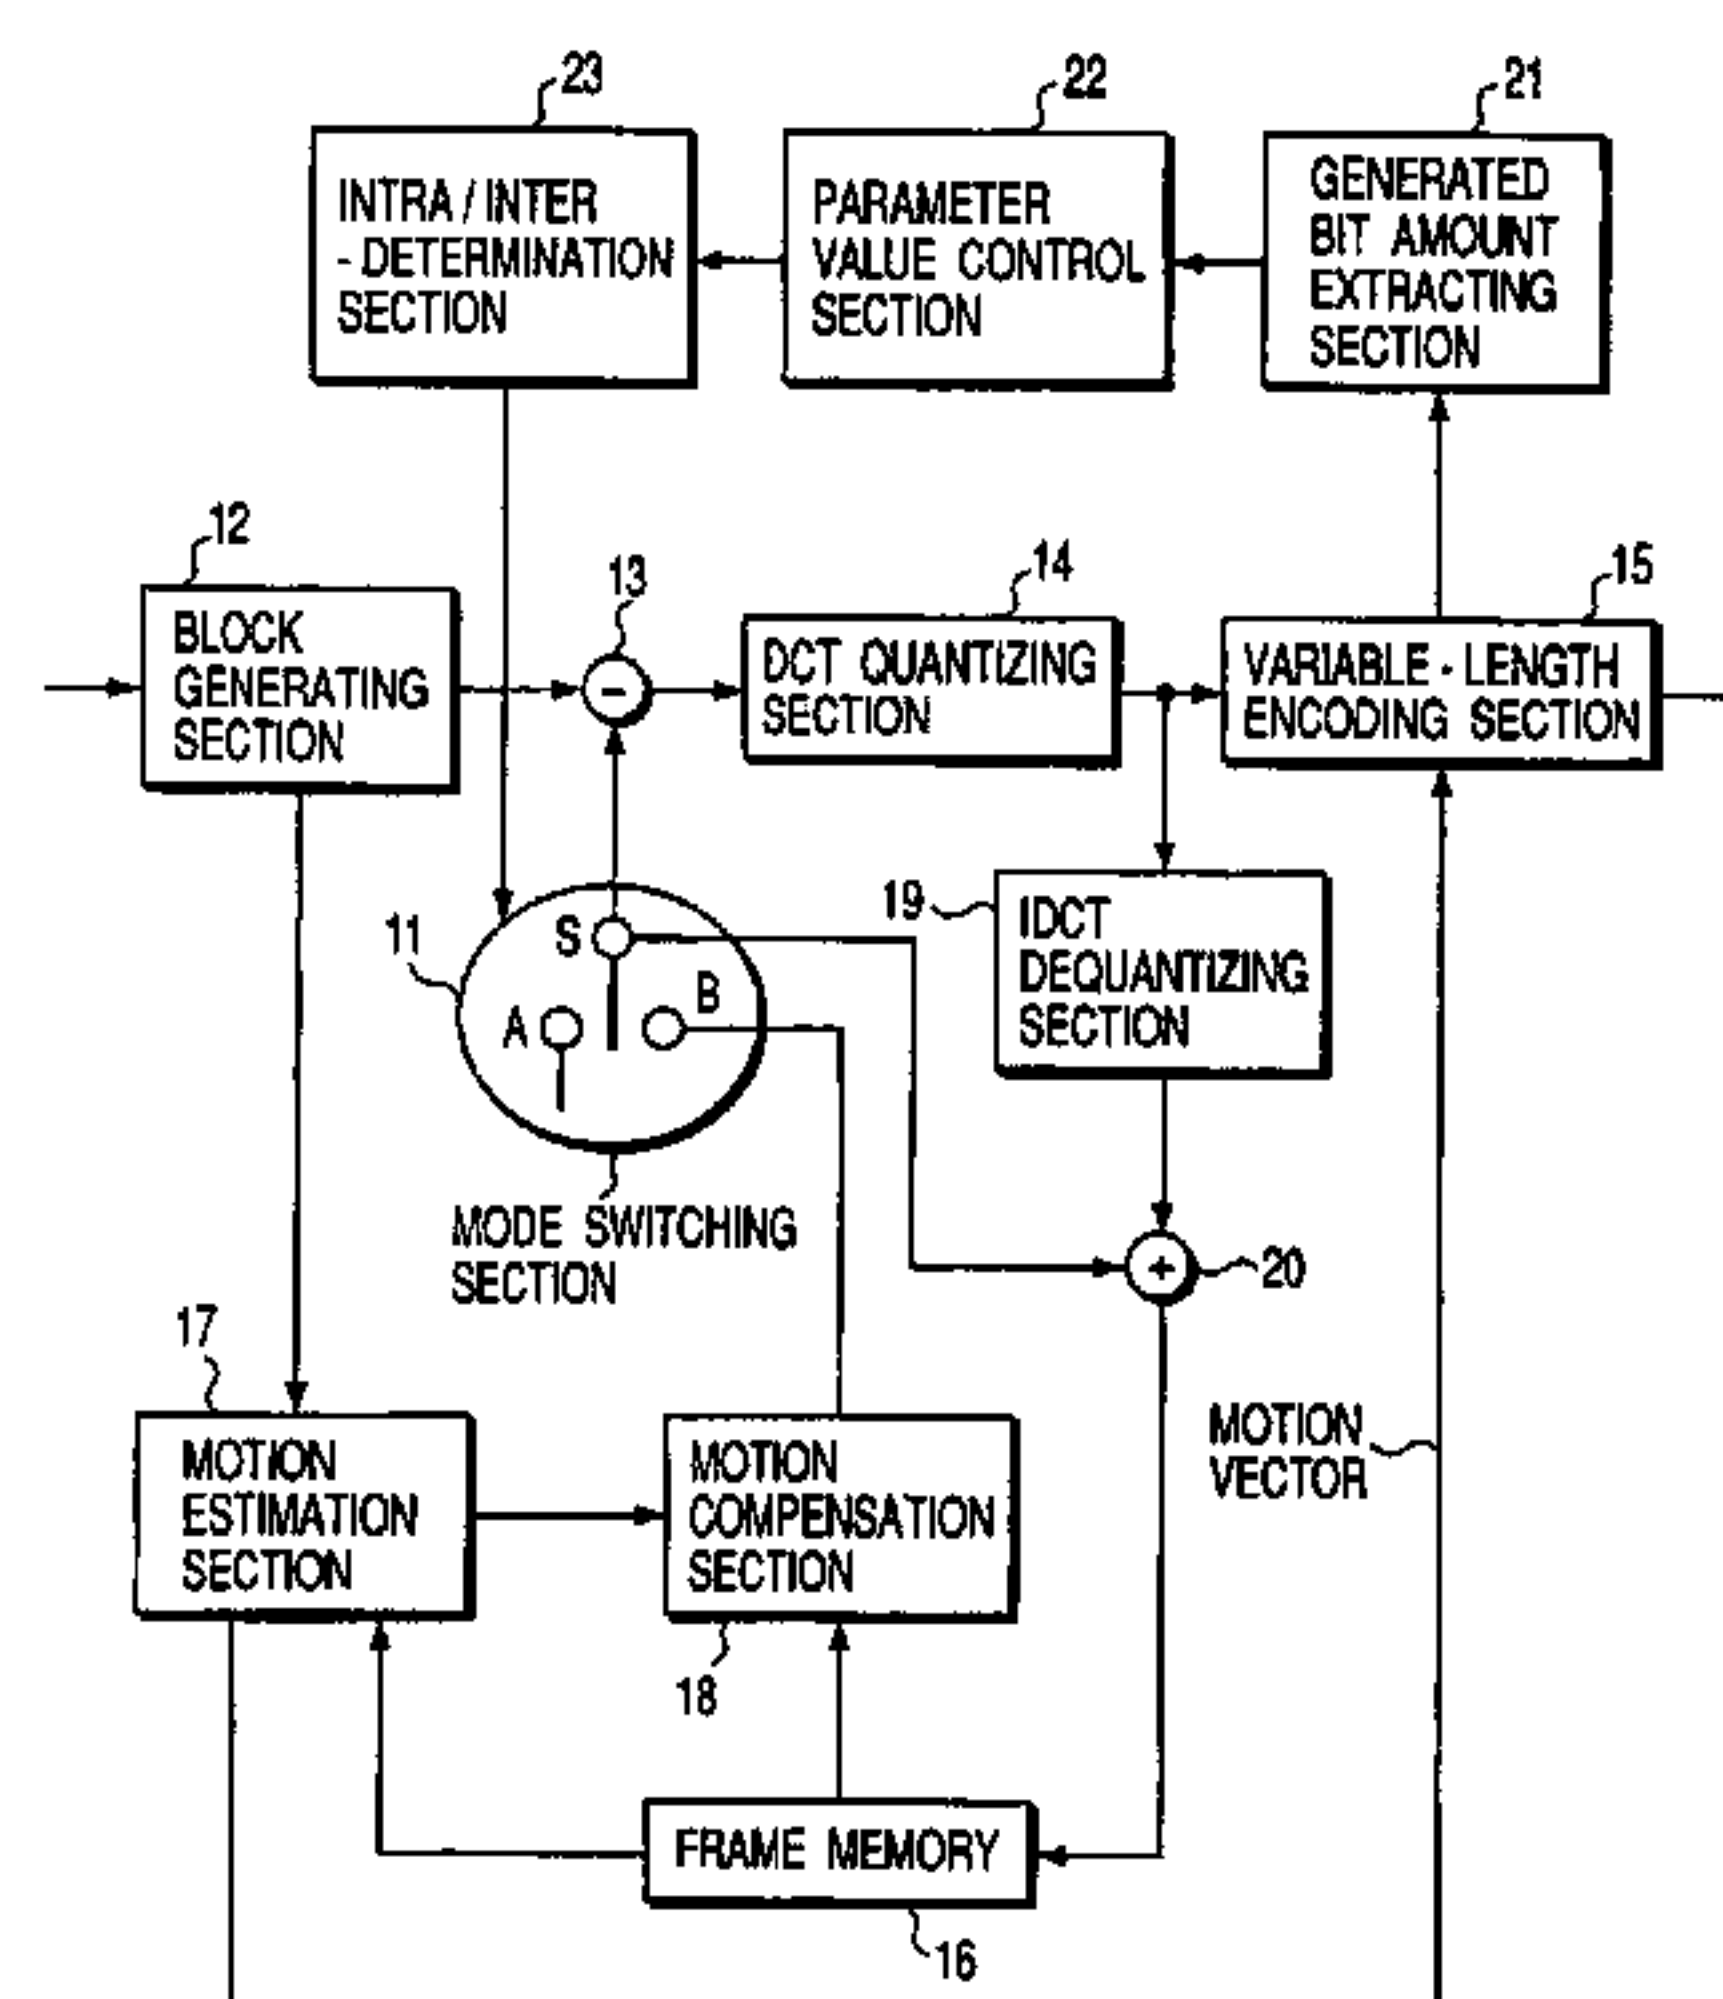 23
22
21
INTRA / INTER
- DETERMINATION
SECTION
PARAMETER
VALUE CONTROL
SECTION
GENERATED
BIT AMOUNT
EXTRACTING
SECTION
12
13
14
15
BLOCK
GENERATING
SECTION
-
DCT QUANTIZING
SECTION
VARIABLE - LENGTH
ENCODING SECTION
11
S
A
B
19
IDCT
DEQUANTIZING
SECTION
MODE SWITCHING
SECTION
+
20
17
MOTION
ESTIMATION
SECTION
MOTION
COMPENSATION
SECTION
MOTION
VECTOR
18
FRAME MEMORY
16